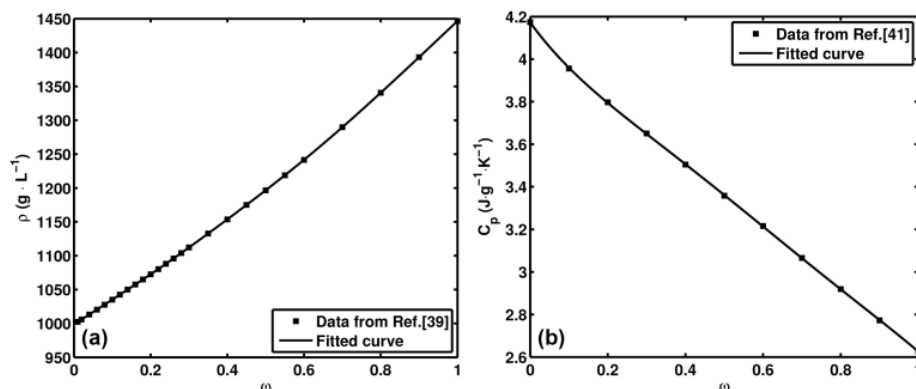 1450
1400
1350
1300
1250
1200
1150
1100
1050
1000
950
ρ (g · L⁻¹)
(a)
Data from Ref.[39]
Fitted curve
0 0.2 0.4 0.6 0.8 1
ω
4.2
4
3.8
3.6
3.4
3.2
3
2.8
2.6
C_p (J·g⁻¹·K⁻¹)
Data from Ref.[41]
Fitted curve
(b)
0 0.2 0.4 0.6 0.8
ω